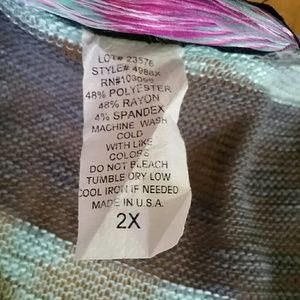 LOT# 23576
STYLE# 4988X
RN#103099
48% POLYESTER
48% RAYON
4% SPANDEX
MACHINE WASH
COLD
WITH LIKE
COLORS
DO NOT BLEACH
TUMBLE DRY LOW
COOL IRON IF NEEDED
MADE IN U.S.A.
2X